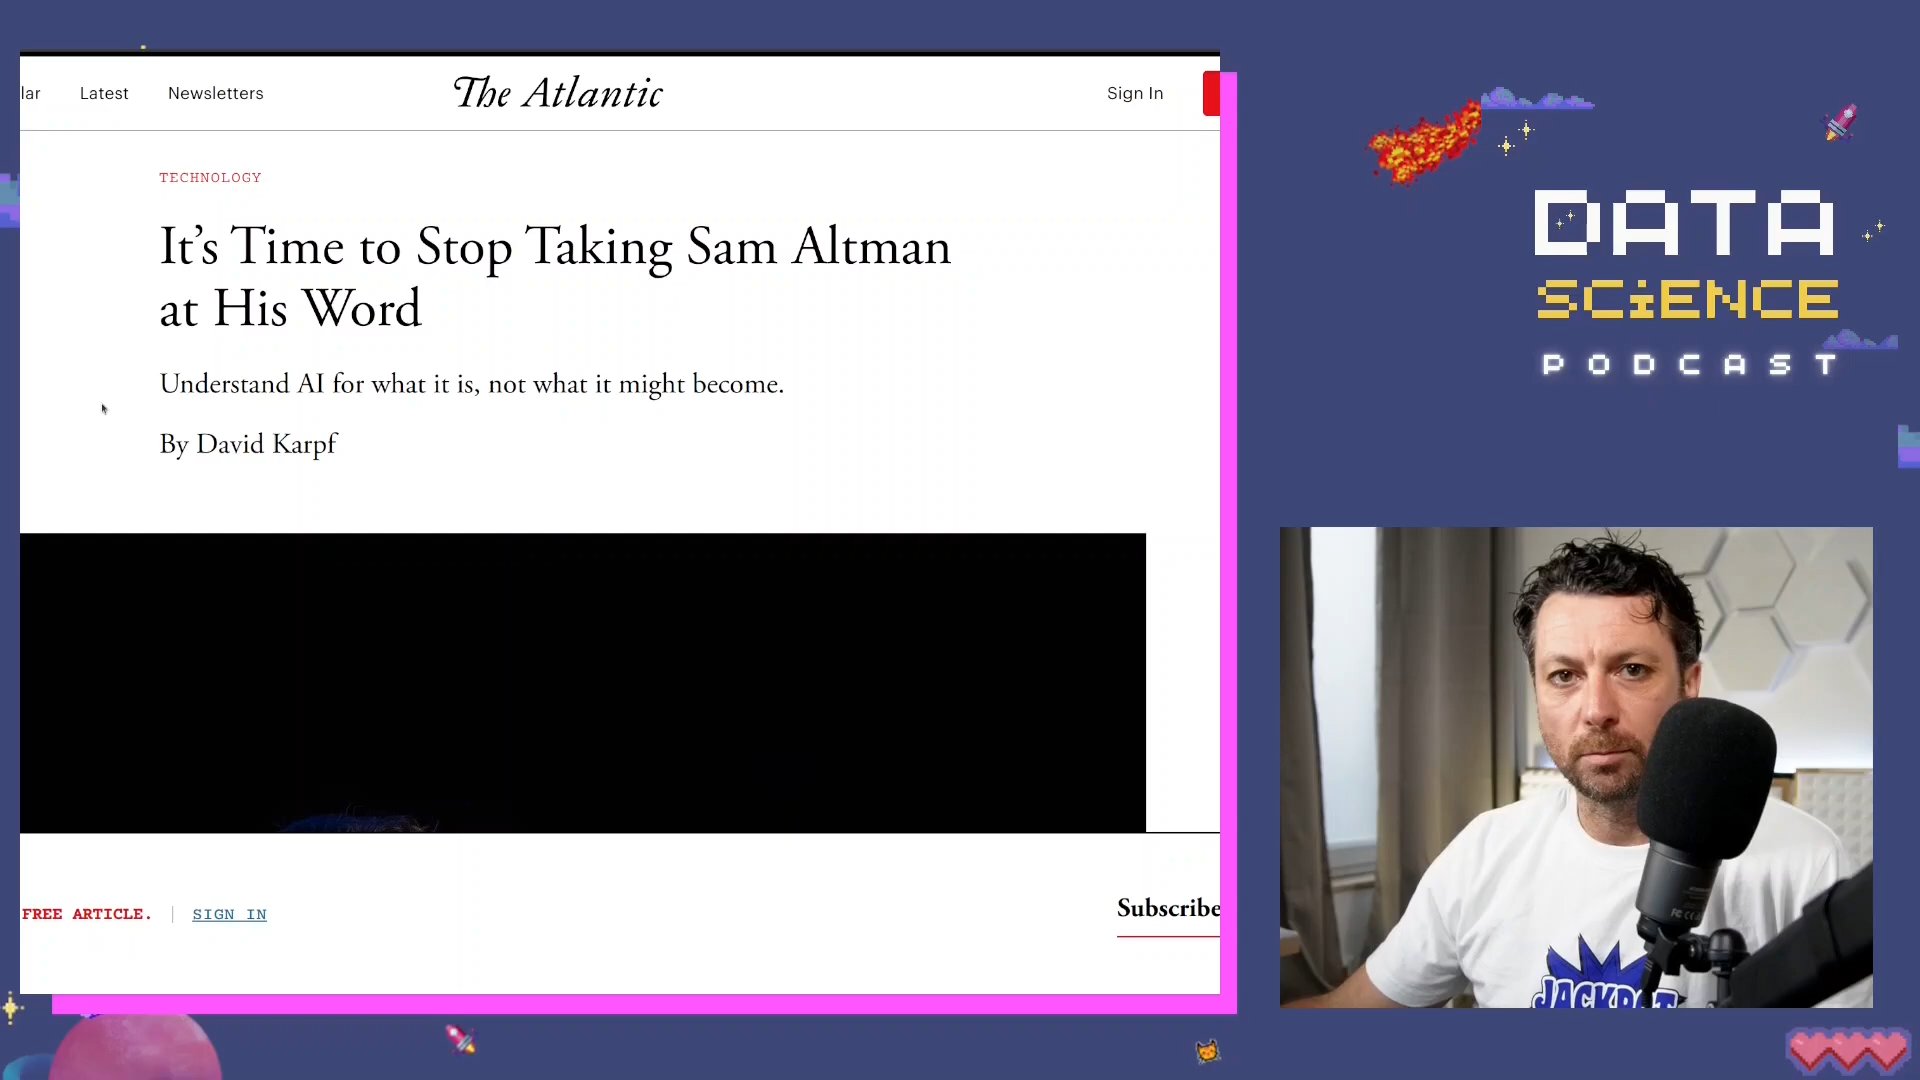 lar Latest Newsletters The Atlantic Sign In
TECHNOLOGY
It's Time to Stop Taking Sam Altman
at His Word
Understand AI for what it is, not what it might become.
By David Karpf
FREE ARTICLE. | SIGN IN
Subscribe
DATA
SCiENCE
PODCAST
JACKPOT